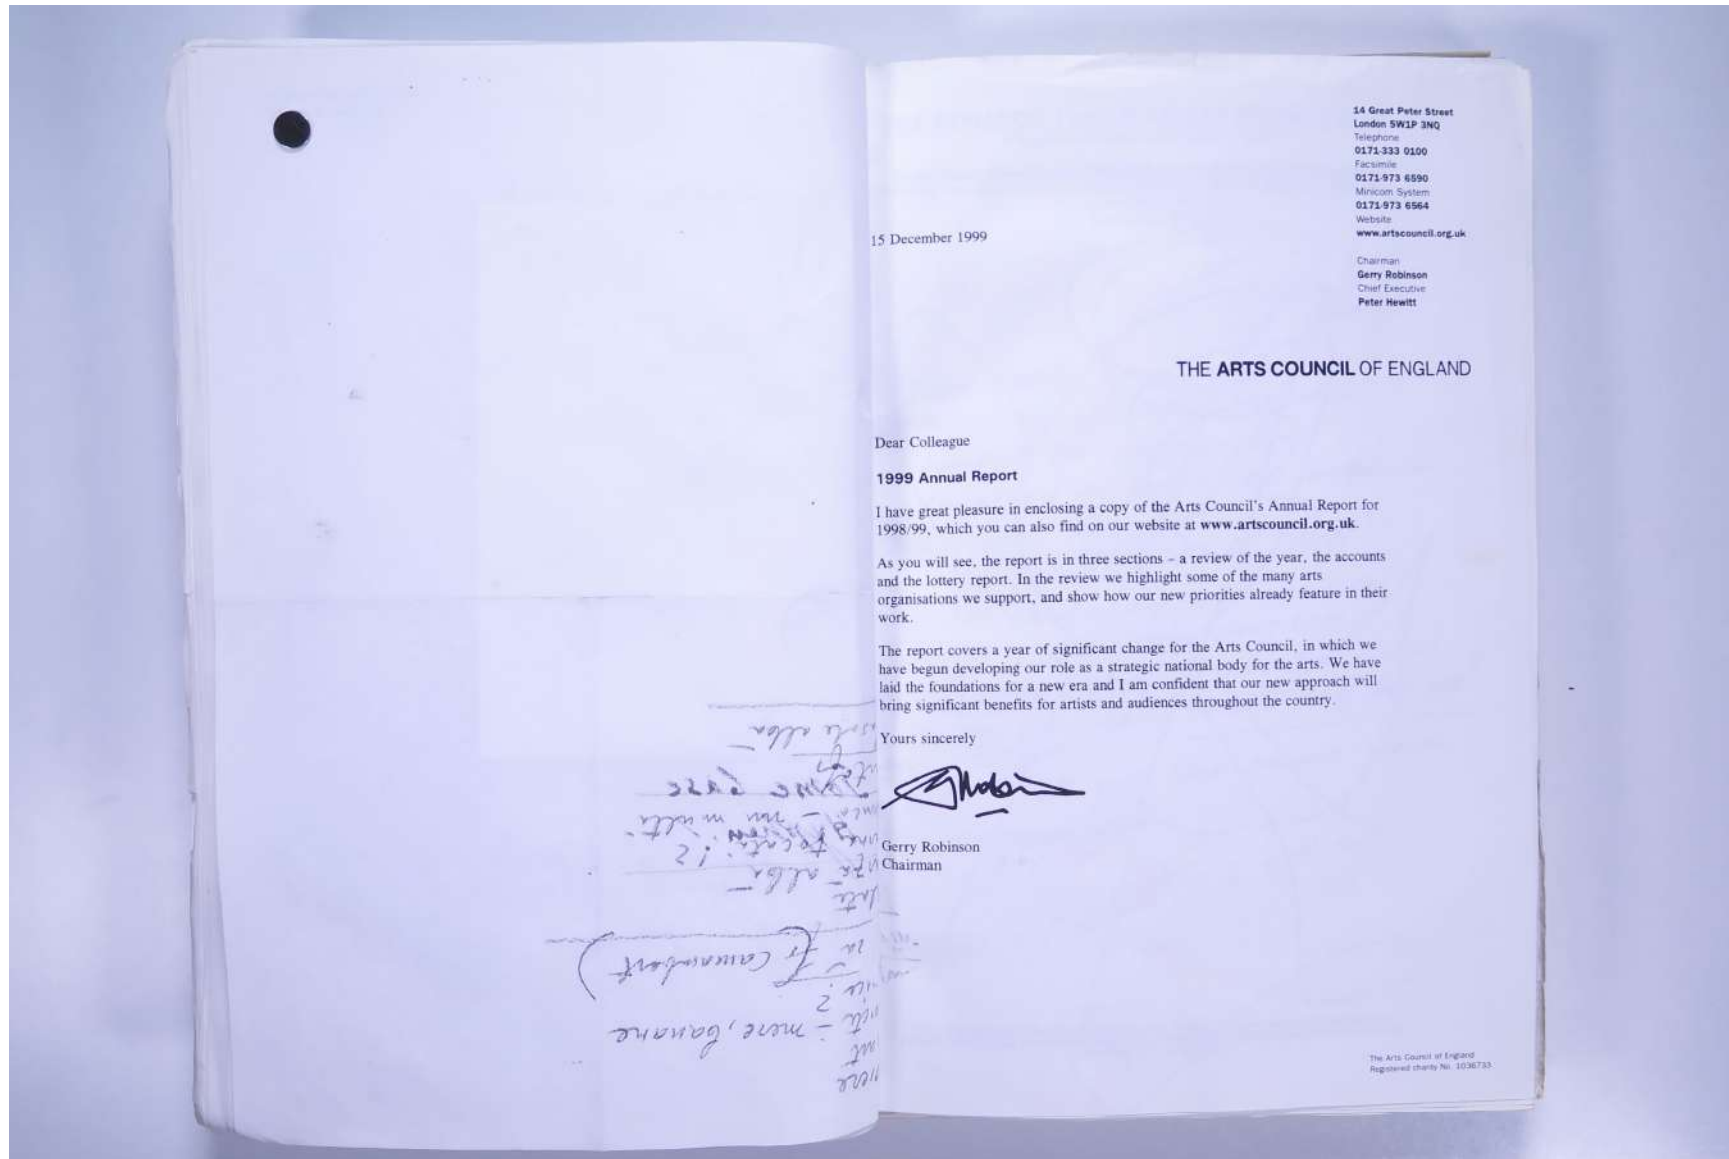 14 Great Peter Street
London SW1P 3NQ
Telephone
0171-333 0100
Facsimile
0171-973 6590
Minicom System
0171-973 6564
Website
www.artscouncil.org.uk
Chairman
Gerry Robinson
Chief Executive
Peter Hewitt
15 December 1999
THE ARTS COUNCIL OF ENGLAND
Dear Colleague
1999 Annual Report
I have great pleasure in enclosing a copy of the Arts Council's Annual Report for
1998/99, which you can also find on our website at www.artscouncil.org.uk.
As you will see, the report is in three sections – a review of the year, the accounts
and the lottery report. In the review we highlight some of the many arts
organisations we support, and show how our new priorities already feature in their
work.
The report covers a year of significant change for the Arts Council, in which we
have begun developing our role as a strategic national body for the arts. We have
laid the foundations for a new era and I am confident that our new approach will
bring significant benefits for artists and audiences throughout the country.
Yours sincerely
Gerry Robinson
Chairman
The Arts Council of England
Registered charity No. 1036733
– mere, banane
Camembert)
albă
albă